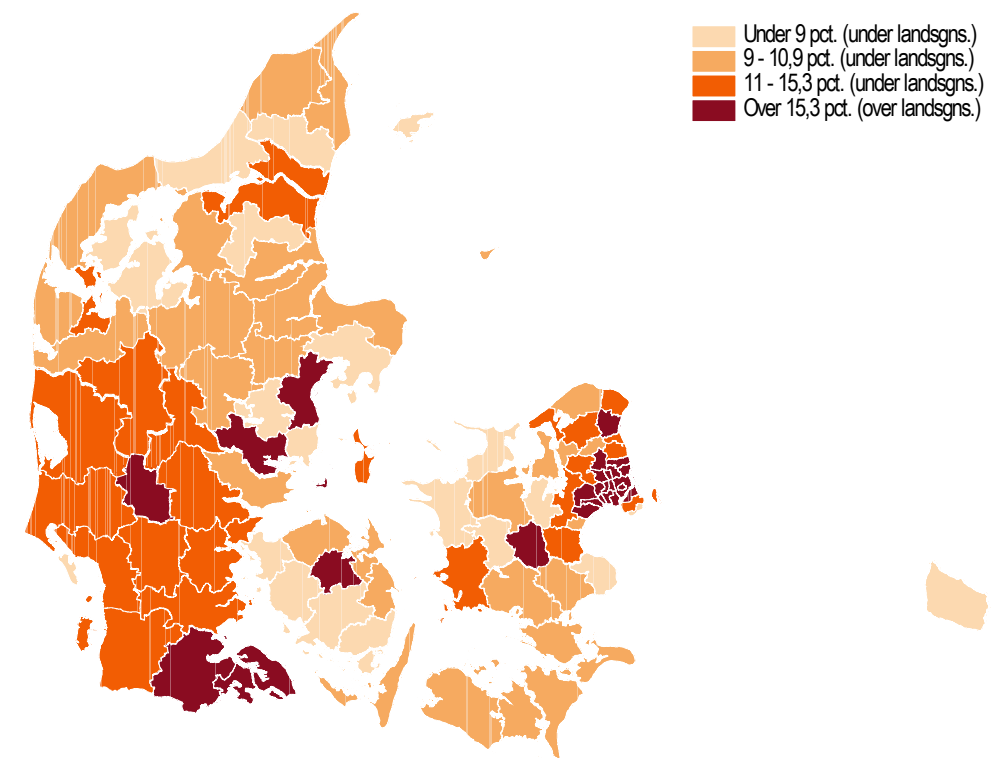 Under 9 pct. (under landsgns.)
9 - 10,9 pct. (under landsgns.)
11 - 15,3 pct. (under landsgns.)
Over 15,3 pct. (over landsgns.)